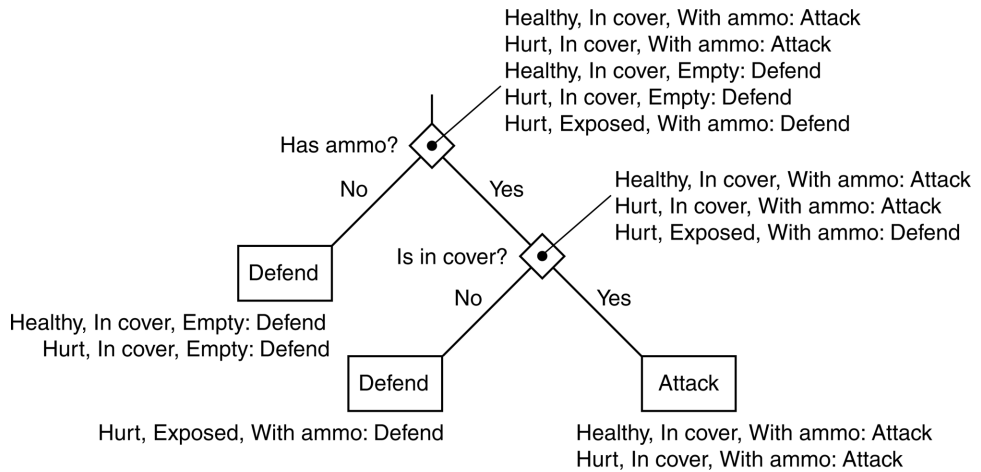 Healthy, In cover, With ammo: Attack
Hurt, In cover, With ammo: Attack
Healthy, In cover, Empty: Defend
Hurt, In cover, Empty: Defend
Hurt, Exposed, With ammo: Defend
Has ammo?
No
Yes
Healthy, In cover, With ammo: Attack
Hurt, In cover, With ammo: Attack
Hurt, Exposed, With ammo: Defend
Is in cover?
Defend
No
Yes
Healthy, In cover, Empty: Defend
Hurt, In cover, Empty: Defend
Defend
Attack
Hurt, Exposed, With ammo: Defend
Healthy, In cover, With ammo: Attack
Hurt, In cover, With ammo: Attack